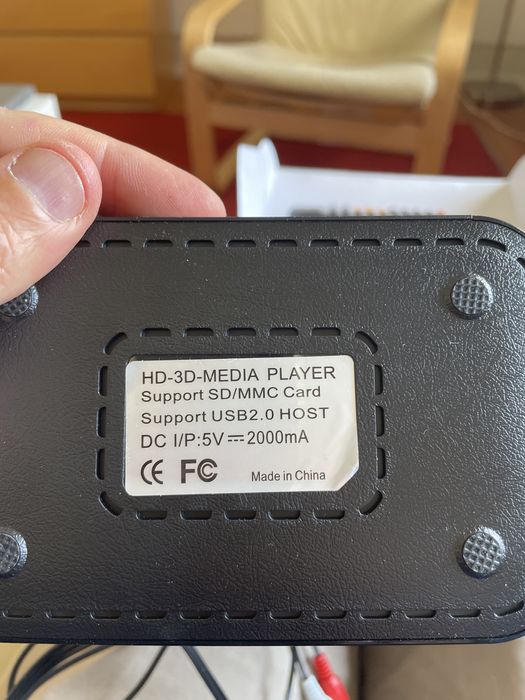 HD-3D-MEDIA PLAYER
Support SD/MMC Card
Support USB2.0 HOST
DC I/P:5V⎓2000mA
CE FC Made in China